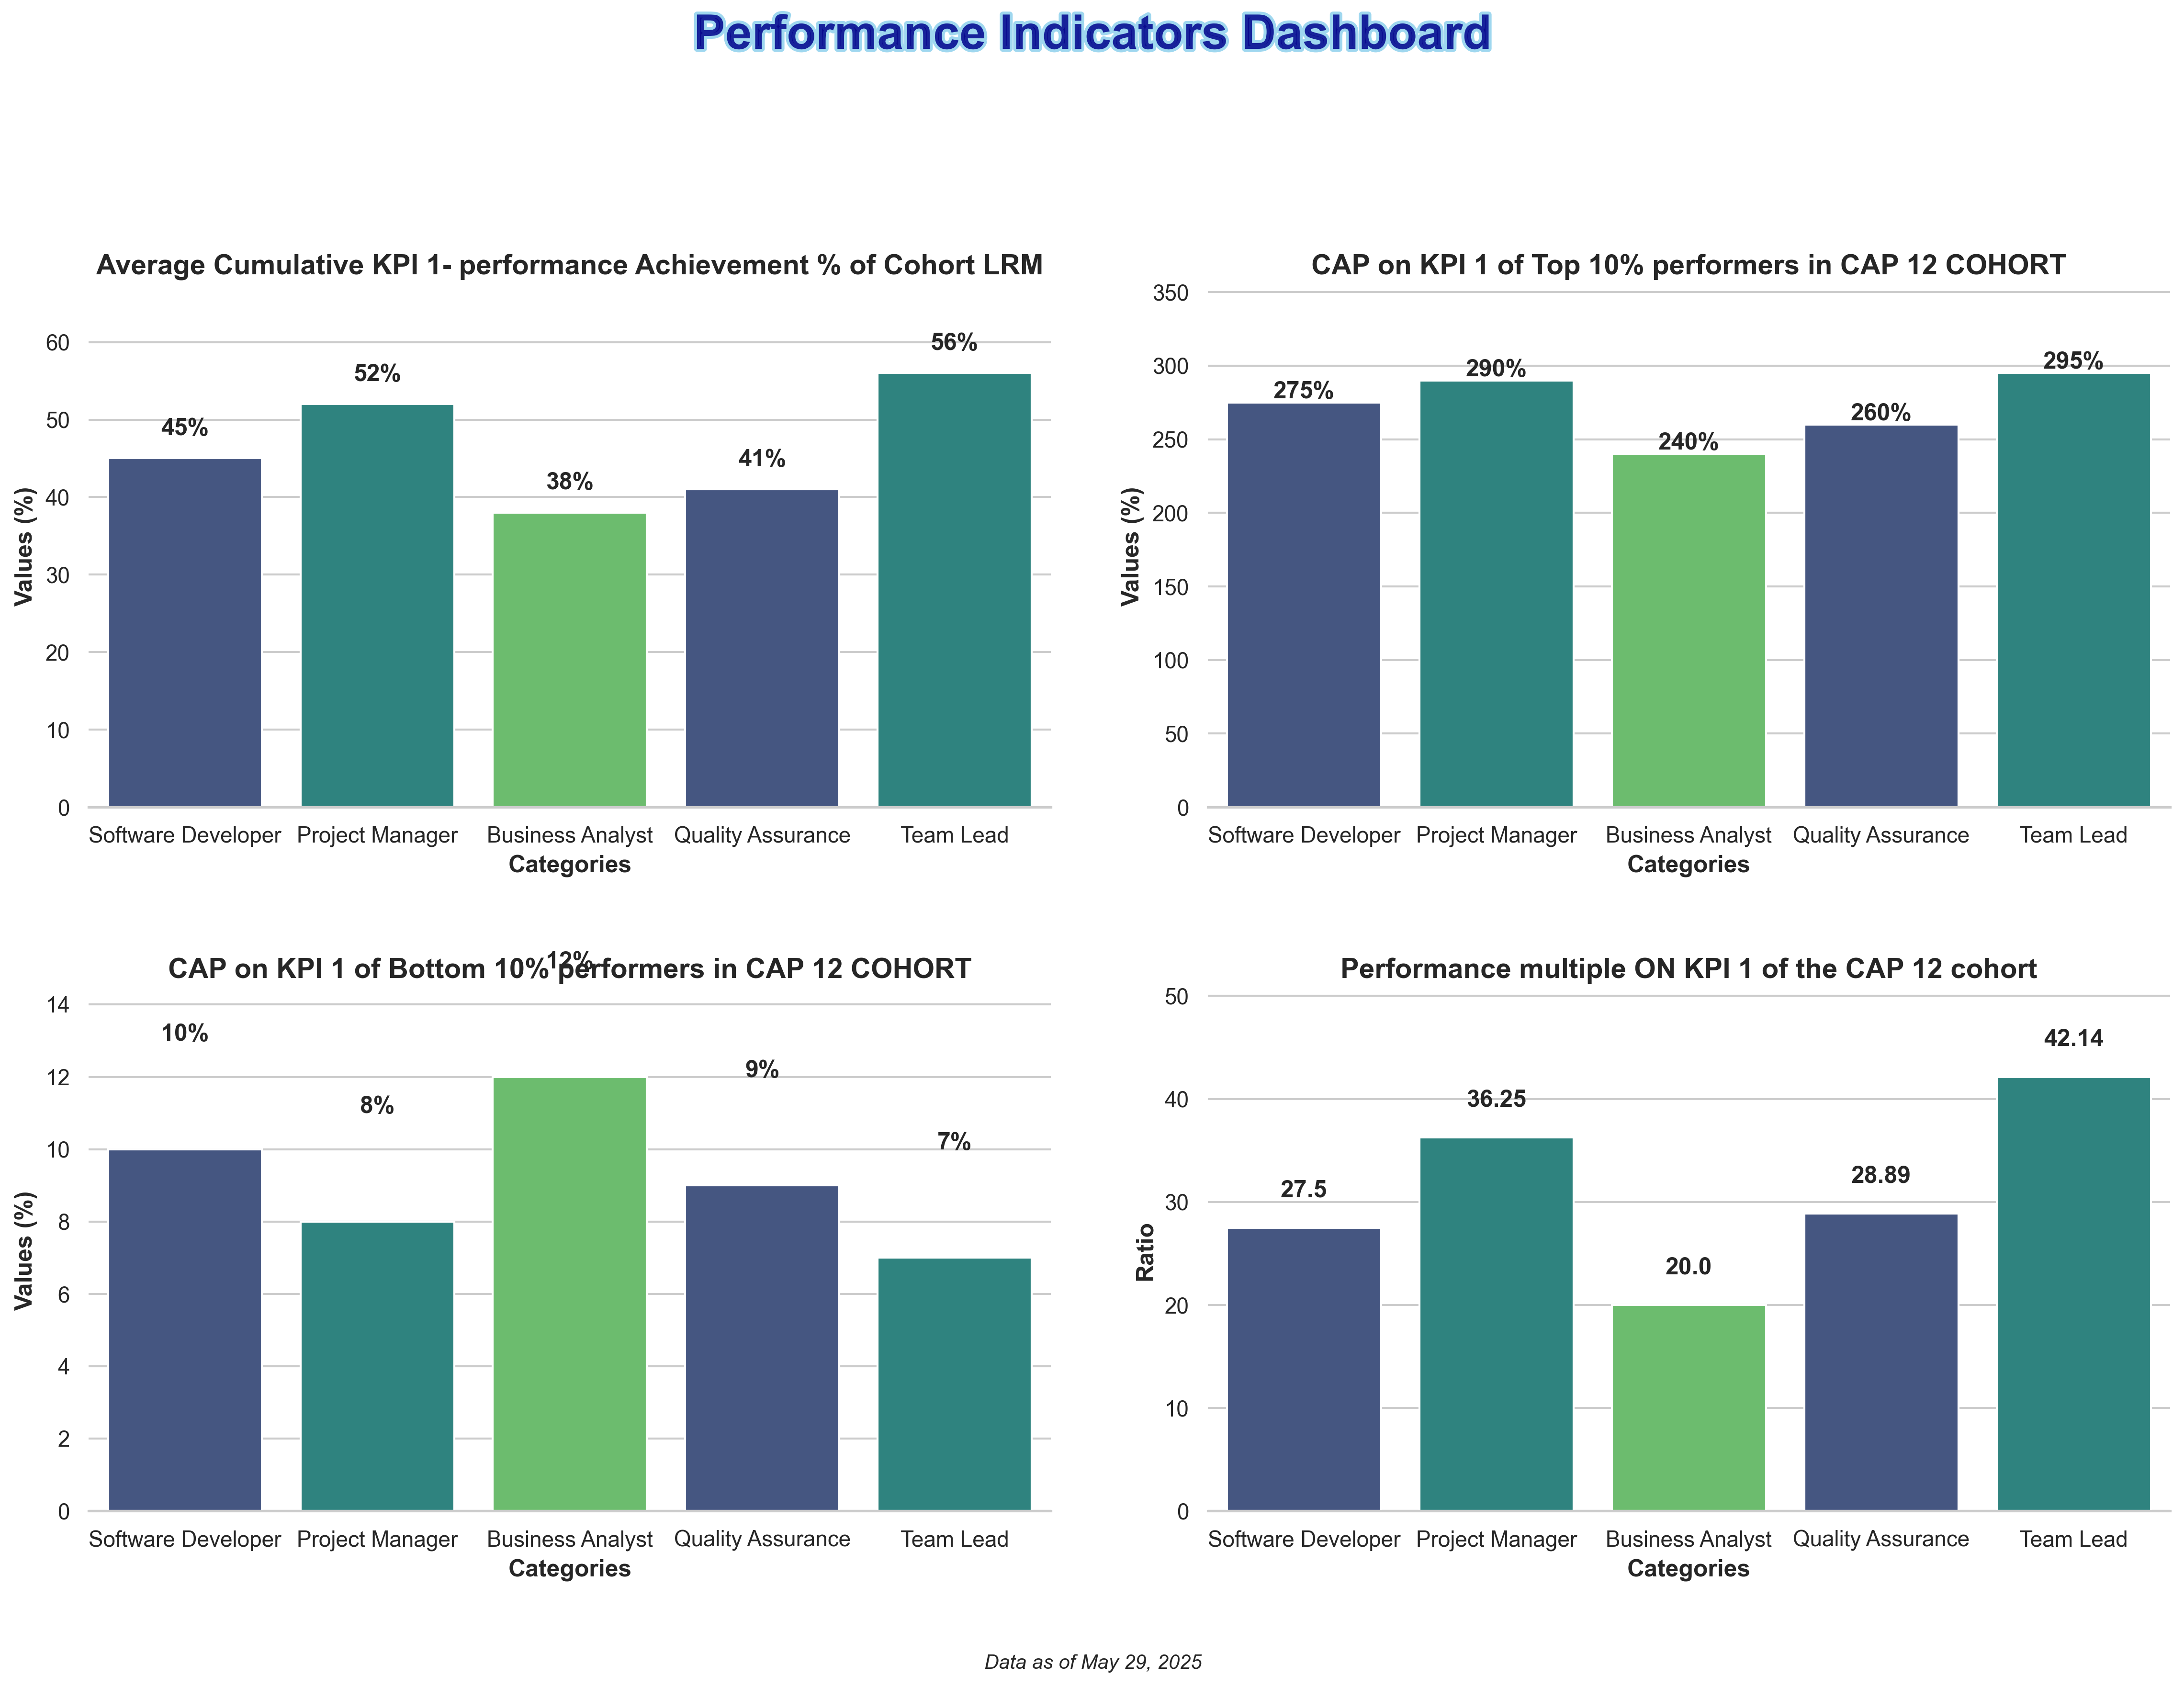 Performance Indicators Dashboard
Average Cumulative KPI 1- performance Achievement % of Cohort LRM
Values (%)
60
50
40
30
20
10
0
45%
52%
38%
41%
56%
Software Developer Project Manager Business Analyst Quality Assurance Team Lead
Categories
CAP on KPI 1 of Top 10% performers in CAP 12 COHORT
Values (%)
350
300
250
200
150
100
50
0
275%
290%
240%
260%
295%
Software Developer Project Manager Business Analyst Quality Assurance Team Lead
Categories
CAP on KPI 1 of Bottom 10% performers in CAP 12 COHORT
Values (%)
14
12
10
8
6
4
2
0
10%
8%
12%
9%
7%
Software Developer Project Manager Business Analyst Quality Assurance Team Lead
Categories
Performance multiple ON KPI 1 of the CAP 12 cohort
Ratio
50
40
30
20
10
0
27.5
36.25
20.0
28.89
42.14
Software Developer Project Manager Business Analyst Quality Assurance Team Lead
Categories
Data as of May 29, 2025